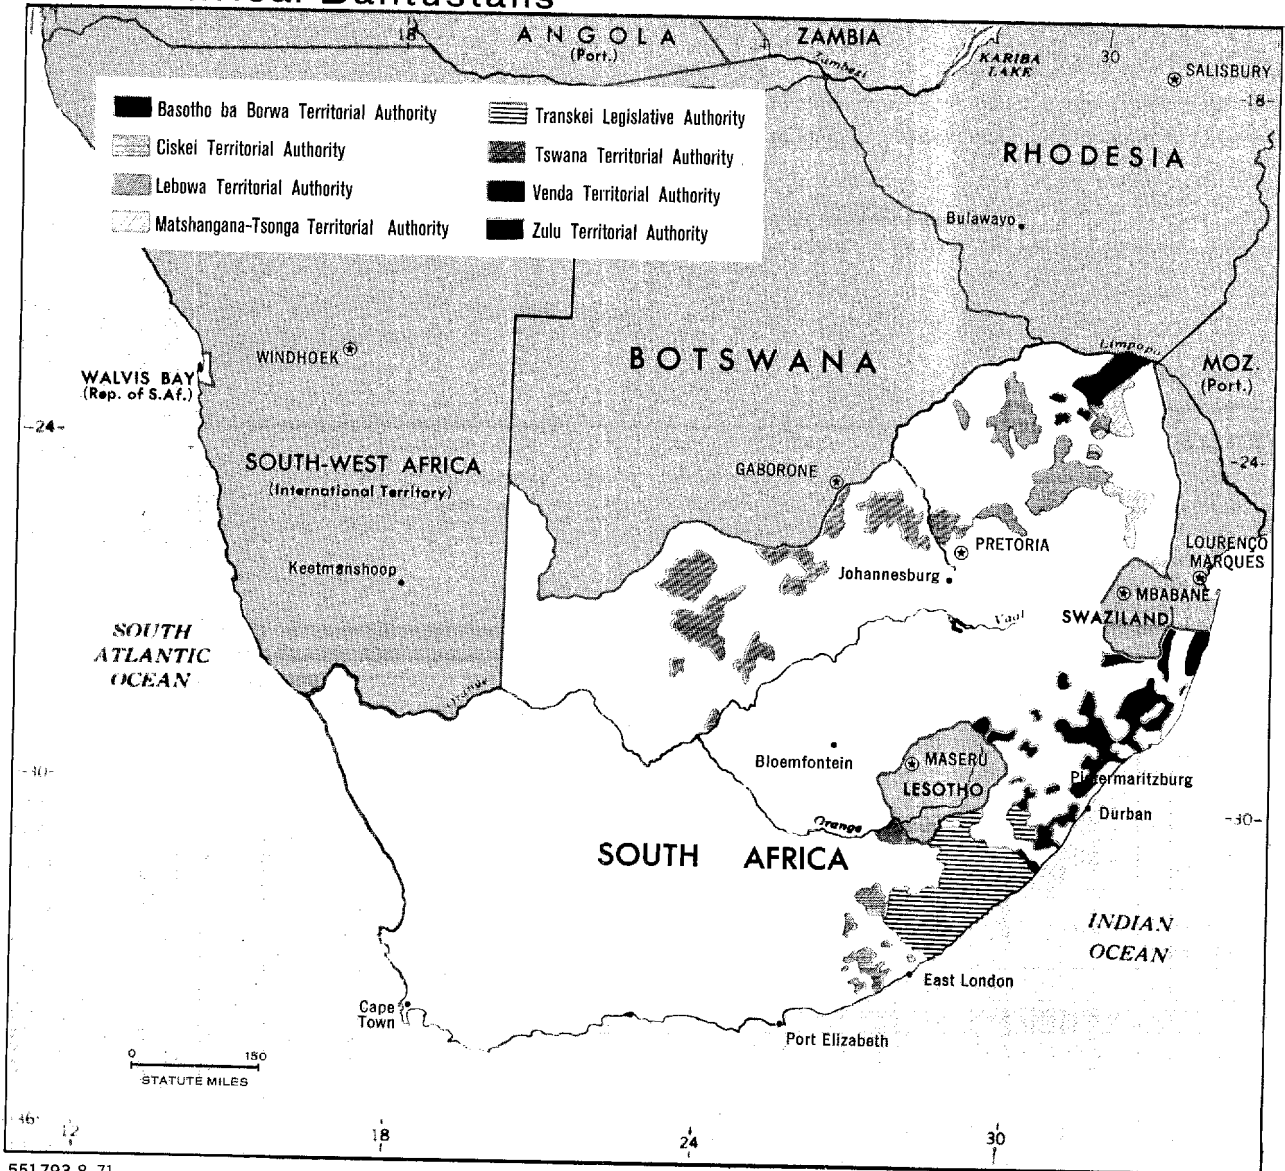 Bantustans
18
ANGOLA
(Port.)
ZAMBIA
Zambezi
KARIBA
LAKE
30
SALISBURY
-18-
RHODESIA
Basotho ba Borwa Territorial Authority
Ciskei Territorial Authority
Lebowa Territorial Authority
Matshangana-Tsonga Territorial Authority
Transkei Legislative Authority
Tswana Territorial Authority
Venda Territorial Authority
Zulu Territorial Authority
Bulawayo
WINDHOEK
BOTSWANA
Limpopo
MOZ.
(Port.)
WALVIS BAY
(Rep. of S.Af.)
-24-
SOUTH-WEST AFRICA
(International Territory)
GABORONE
-24-
PRETORIA
LOURENÇO
MARQUES
Keetmanshoop
Johannesburg
MBABANE
SWAZILAND
Vaal
SOUTH
ATLANTIC
OCEAN
Orange
Bloemfontein
MASERU
LESOTHO
Pietermaritzburg
Durban
-30-
-30-
Orange
SOUTH AFRICA
INDIAN
OCEAN
East London
Cape
Town
Port Elizabeth
0 150
STATUTE MILES
36
12
18
24
30
551793 8-71